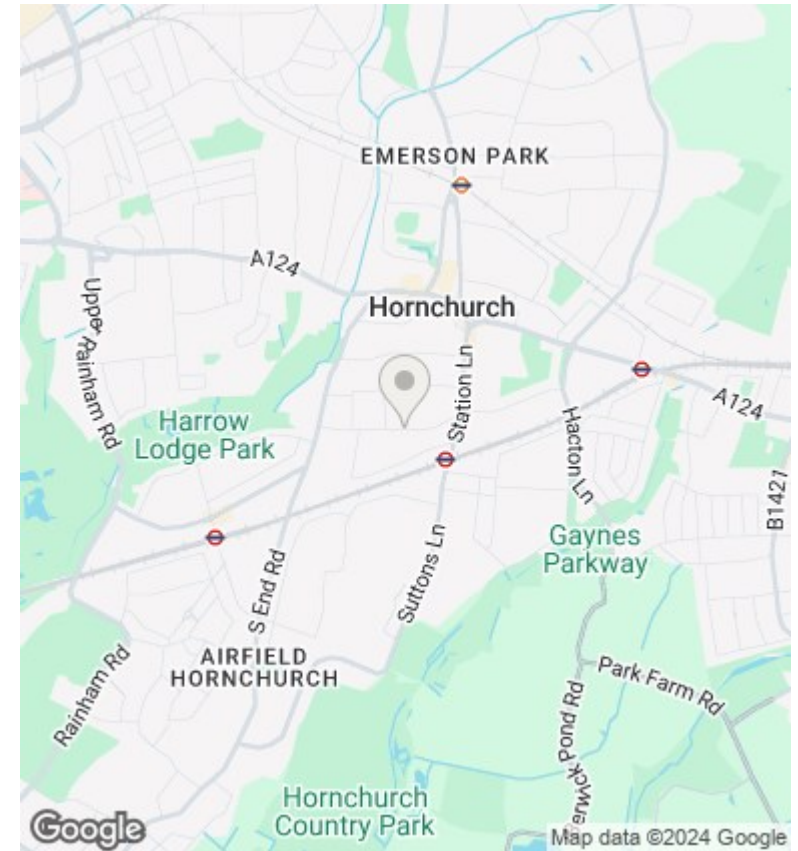 EMERSON PARK
A124
Hornchurch
Upper Rainham Rd
Station Ln
A124
Harrow
Lodge Park
Hacton Ln
B1421
Gaynes
Parkway
S End Rd
Suttons Ln
AIRFIELD
HORNCHURCH
Rainham Rd
Park Farm Rd
Pond Rd
Hornchurch
Country Park
Google
Map data ©2024 Google